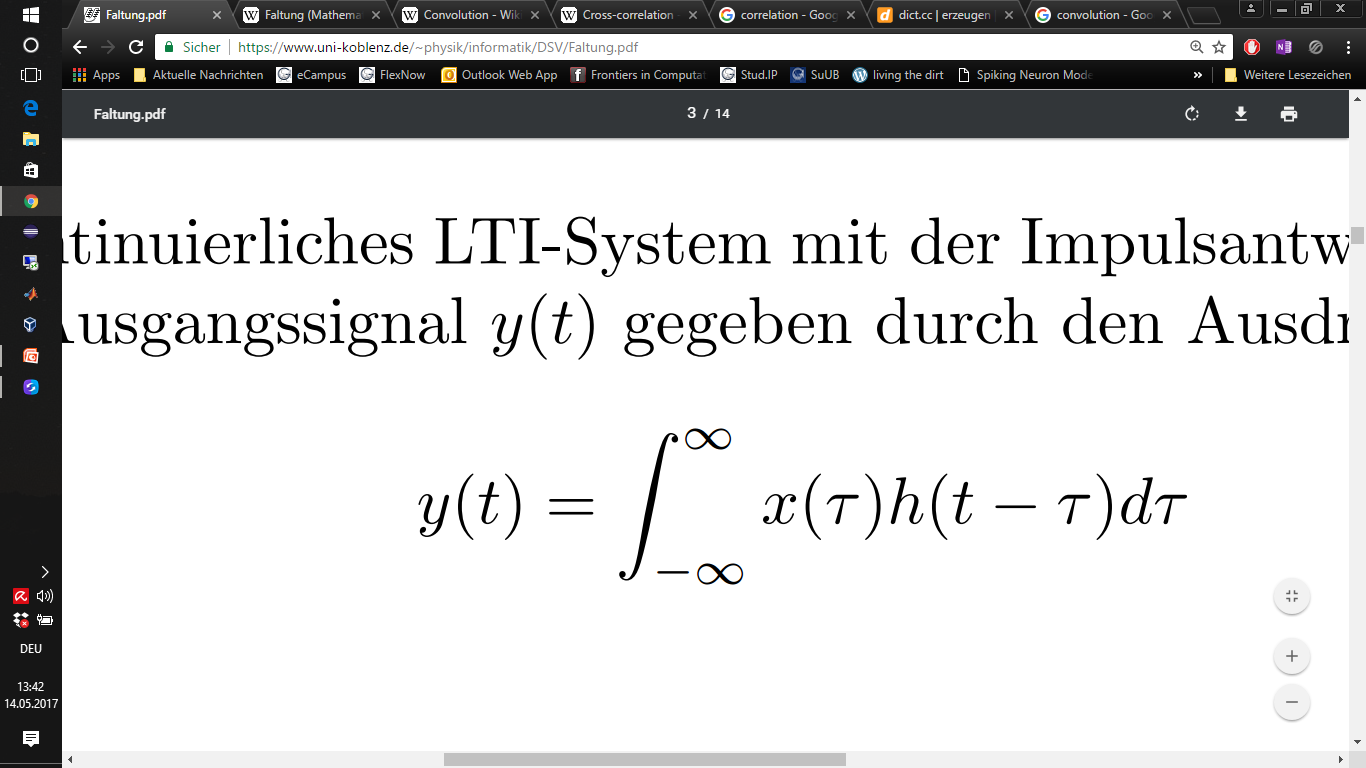 Faltung.pdf
Faltung (Mathema
Convolution - Wik
Cross-correlation
correlation - Goog
dict.cc | erzeugen
convolution - Goo
Sicher
https://www.uni-koblenz.de/~physik/informatik/DSV/Faltung.pdf
Apps
Aktuelle Nachrichten
eCampus
FlexNow
Outlook Web App
Frontiers in Computat
Stud.IP
SuUB
living the dirt
Spiking Neuron Mode
»
Weitere Lesezeichen
Faltung.pdf
3 / 14
ntinuierliches LTI-System mit der Impulsantw
Ausgangssignal y(t) gegeben durch den Ausdr
y(t) = ∫_{-∞}^{∞} x(τ)h(t − τ)dτ
DEU
13:42
14.05.2017